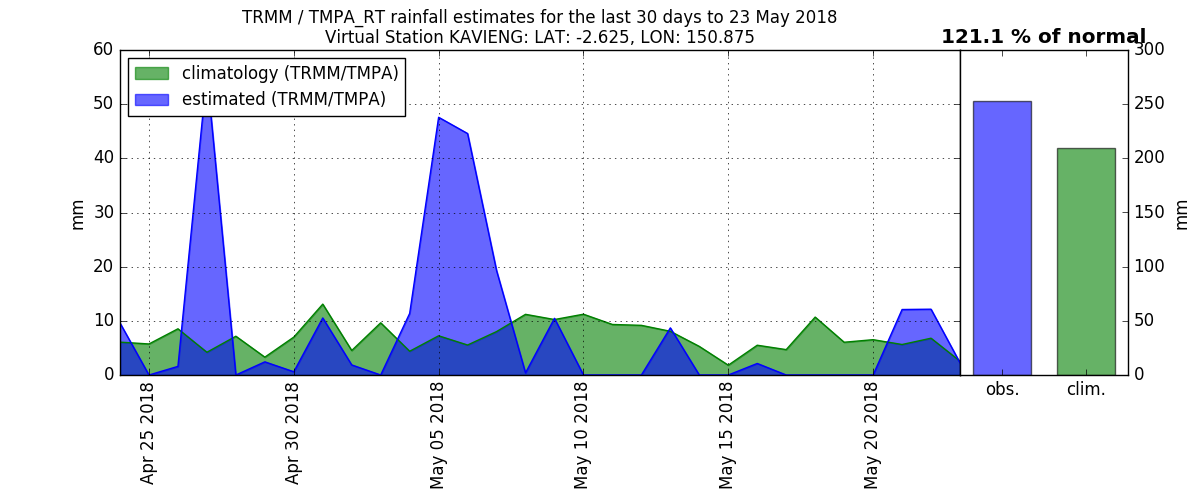 TRMM / TMPA_RT rainfall estimates for the last 30 days to 23 May 2018
Virtual Station KAVIENG: LAT: -2.625, LON: 150.875
121.1 % of normal
climatology (TRMM/TMPA)
estimated (TRMM/TMPA)
60
50
40
30
20
10
0
mm
Apr 25 2018
Apr 30 2018
May 05 2018
May 10 2018
May 15 2018
May 20 2018
300
250
200
150
100
50
0
mm
obs.
clim.